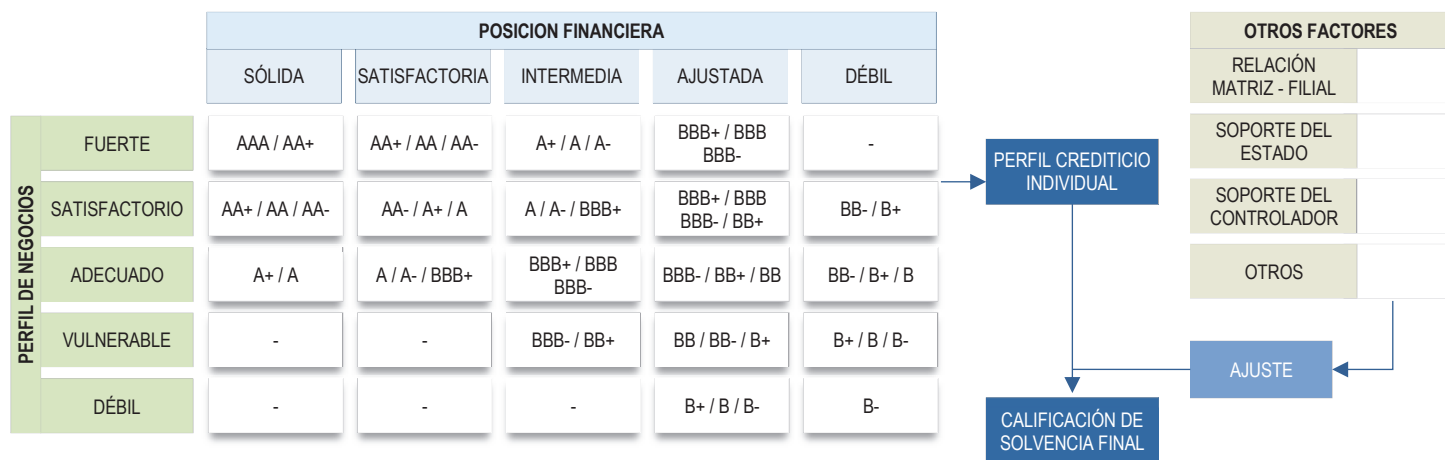 POSICION FINANCIERA
SÓLIDA
SATISFACTORIA
INTERMEDIA
AJUSTADA
DÉBIL
PERFIL DE NEGOCIOS
FUERTE
AAA / AA+
AA+ / AA / AA-
A+ / A / A-
BBB+ / BBB
BBB-
-
SATISFACTORIO
AA+ / AA / AA-
AA- / A+ / A
A / A- / BBB+
BBB+ / BBB
BBB- / BB+
BB- / B+
ADECUADO
A+ / A
A / A- / BBB+
BBB+ / BBB
BBB-
BBB- / BB+ / BB
BB- / B+ / B
VULNERABLE
-
-
BBB- / BB+
BB / BB- / B+
B+ / B / B-
DÉBIL
-
-
-
B+ / B / B-
B-
PERFIL CREDITICIO
INDIVIDUAL
CALIFICACIÓN DE
SOLVENCIA FINAL
OTROS FACTORES
RELACIÓN
MATRIZ - FILIAL
SOPORTE DEL
ESTADO
SOPORTE DEL
CONTROLADOR
OTROS
AJUSTE